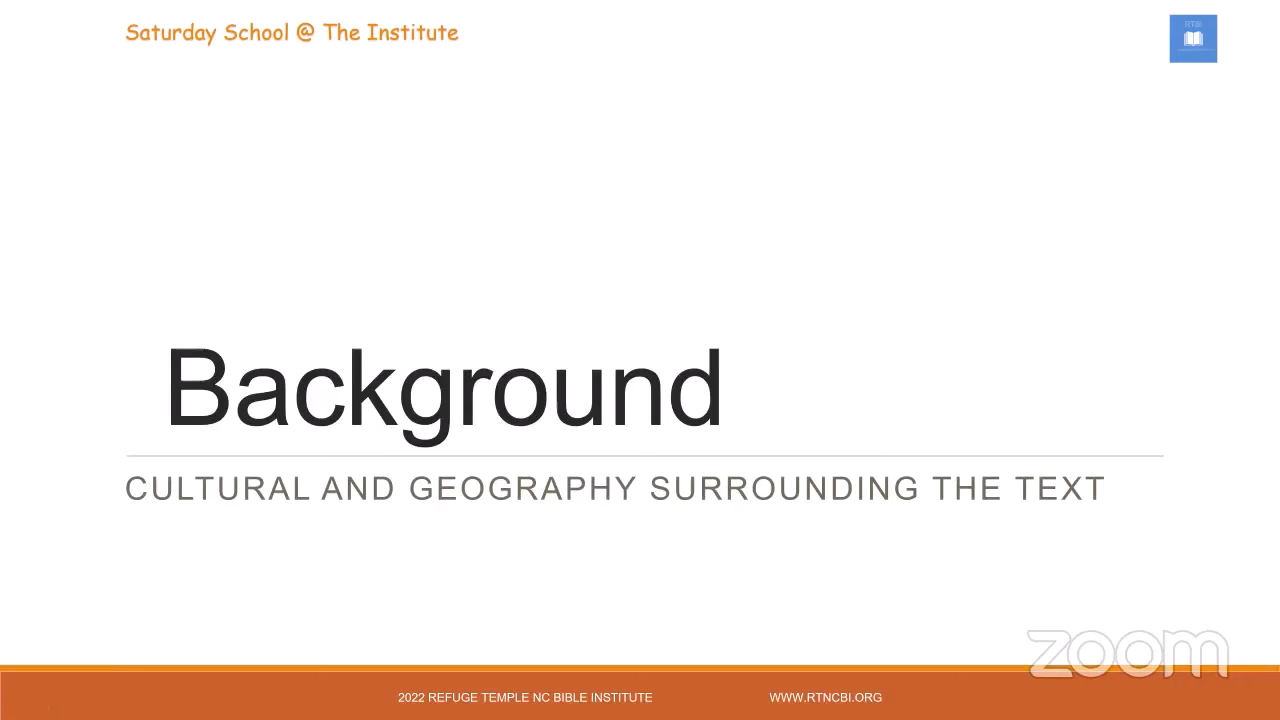 Saturday School @ The Institute
RTBI
Background
CULTURAL AND GEOGRAPHY SURROUNDING THE TEXT
zoom
2022 REFUGE TEMPLE NC BIBLE INSTITUTE
WWW.RTNCBI.ORG